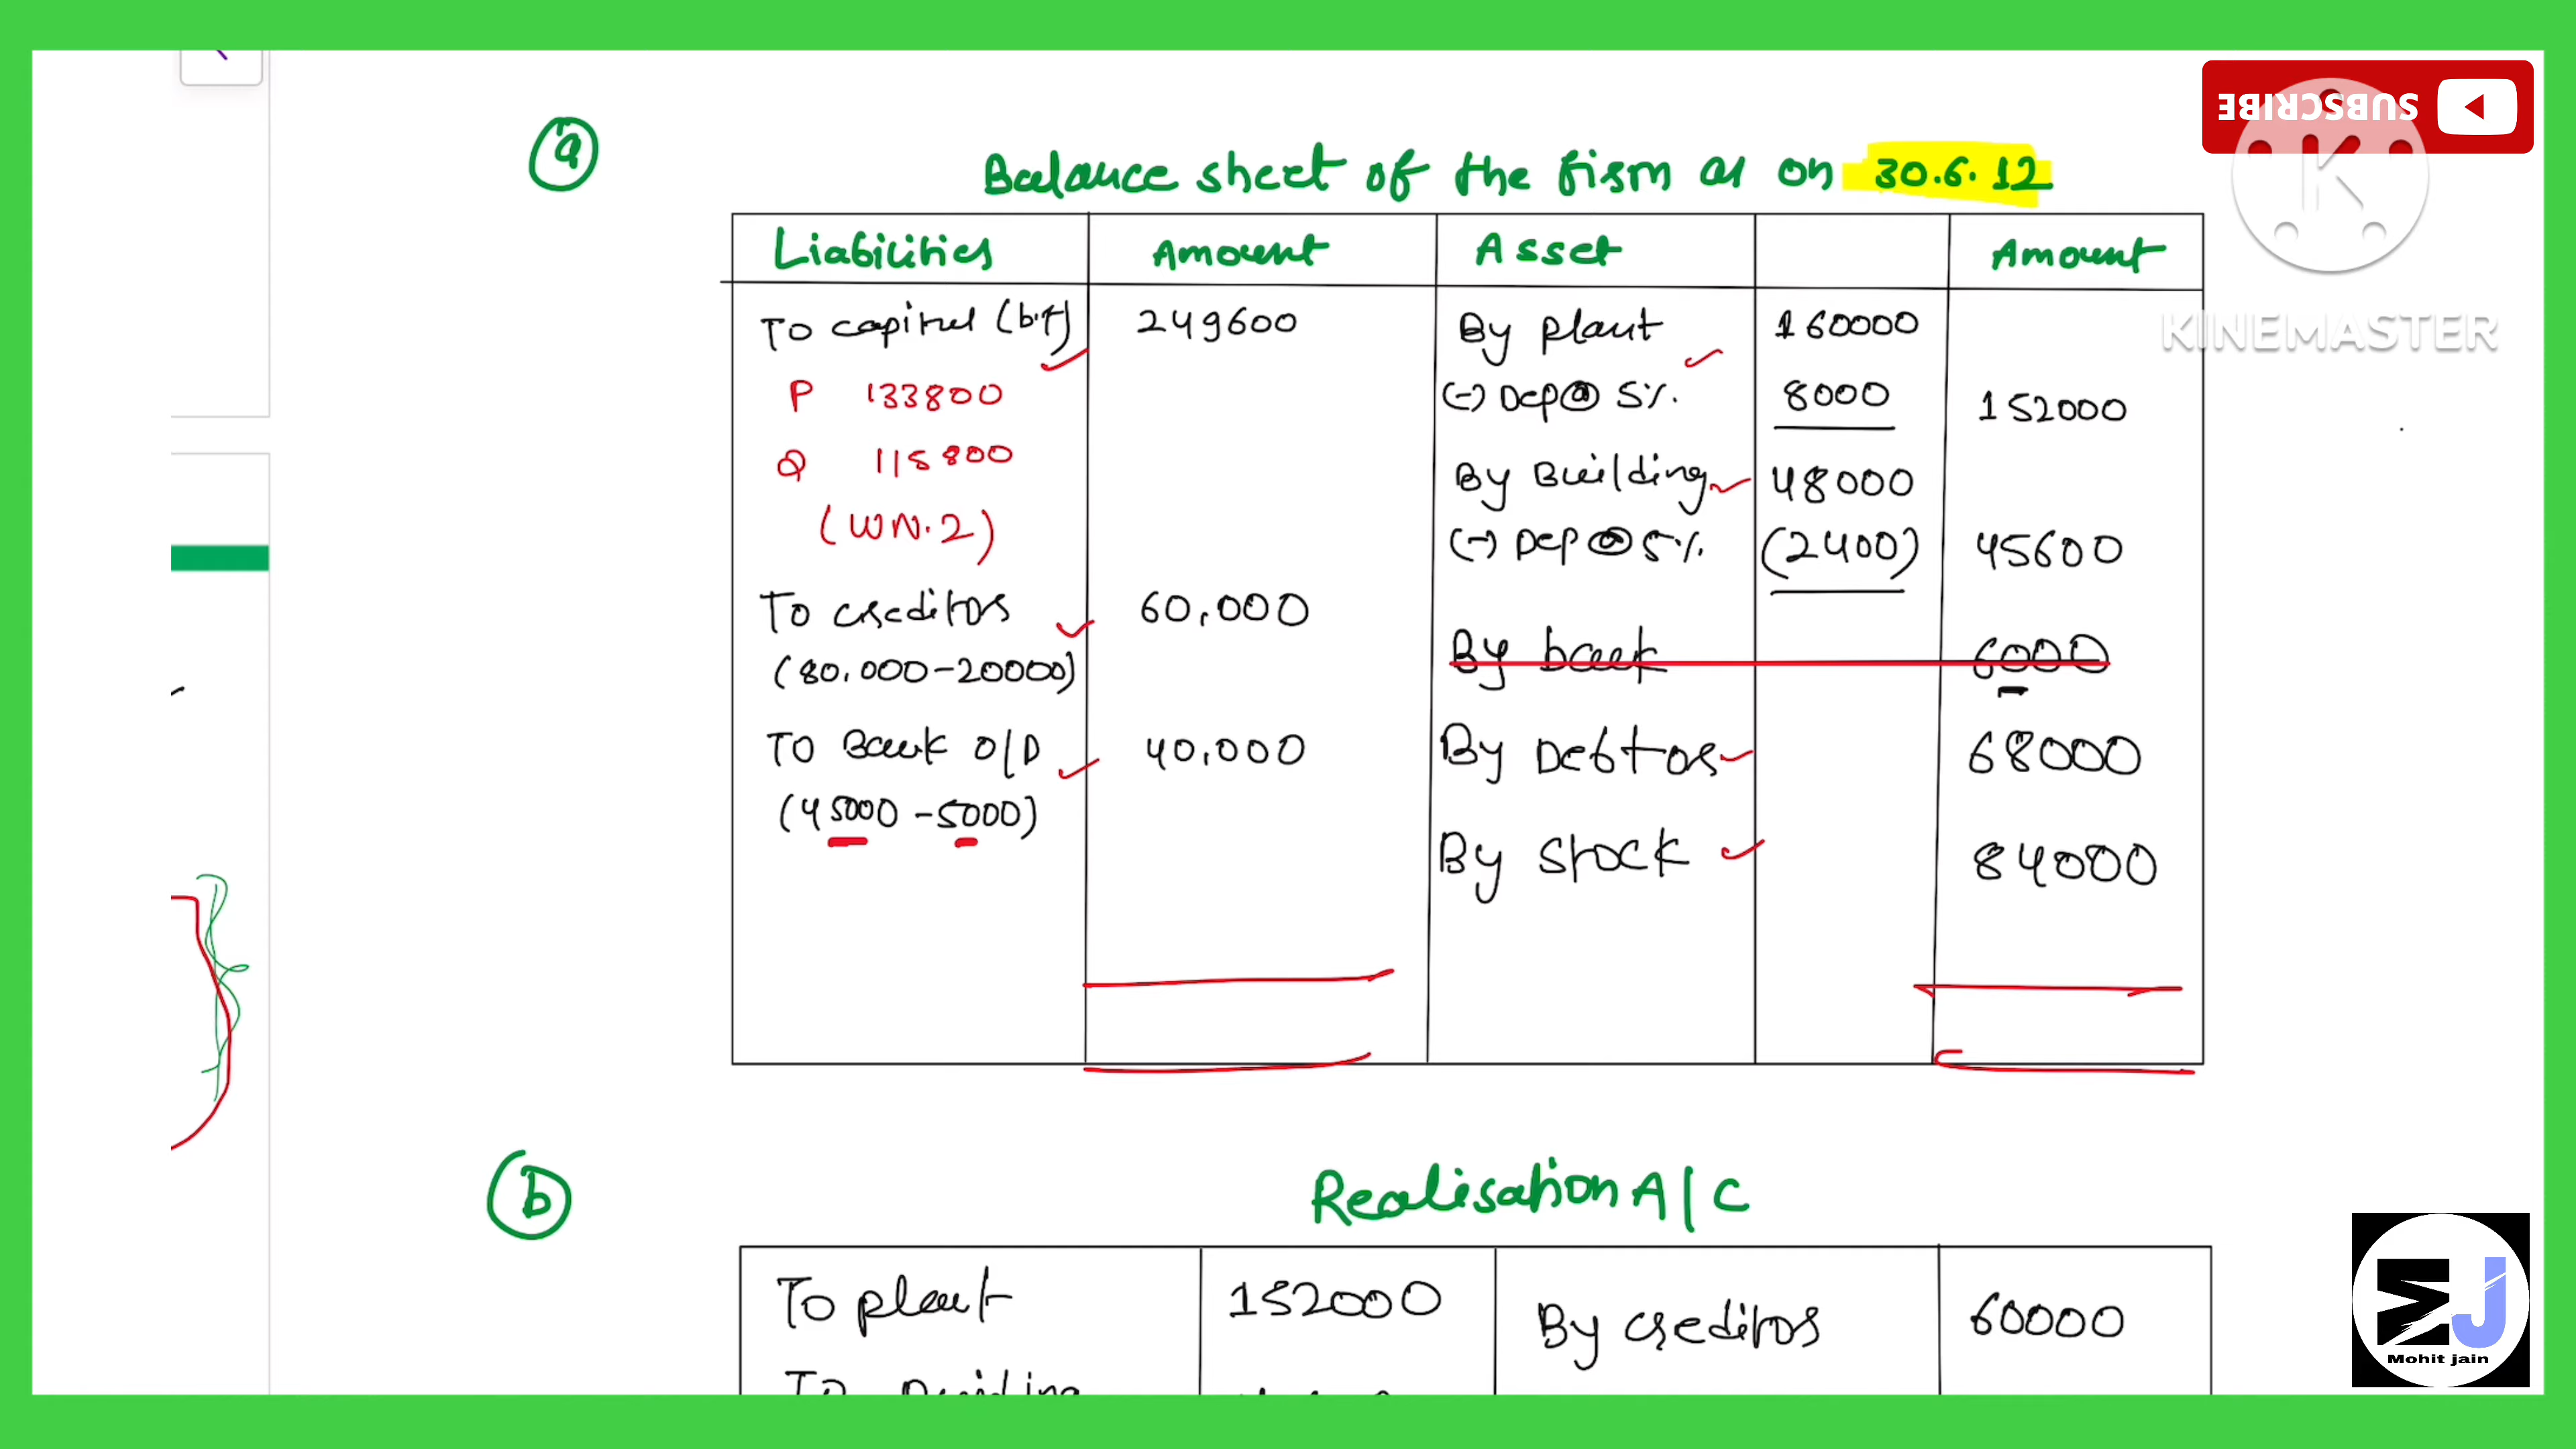 SUBSCRIBE
KINEMASTER
(a)
Balance sheet of the firm as on 30.6.12
Liabilities Amount Asset Amount
To capital (b.f) 249600 By plant 160000
P 133800 (-) Dep@ 5%. 8000 152000
Q 115800 By Building 48000
(WN.2) (-) Dep@ 5% (2400) 45600
To creditors 60,000 By bank 6000
(80,000-20000)
To Bank O/D 40,000 By Debtors 68000
(45000-5000) By stock 84000
(b)
Realisation A/C
To plant 152000 By creditors 60000
Mohit jain